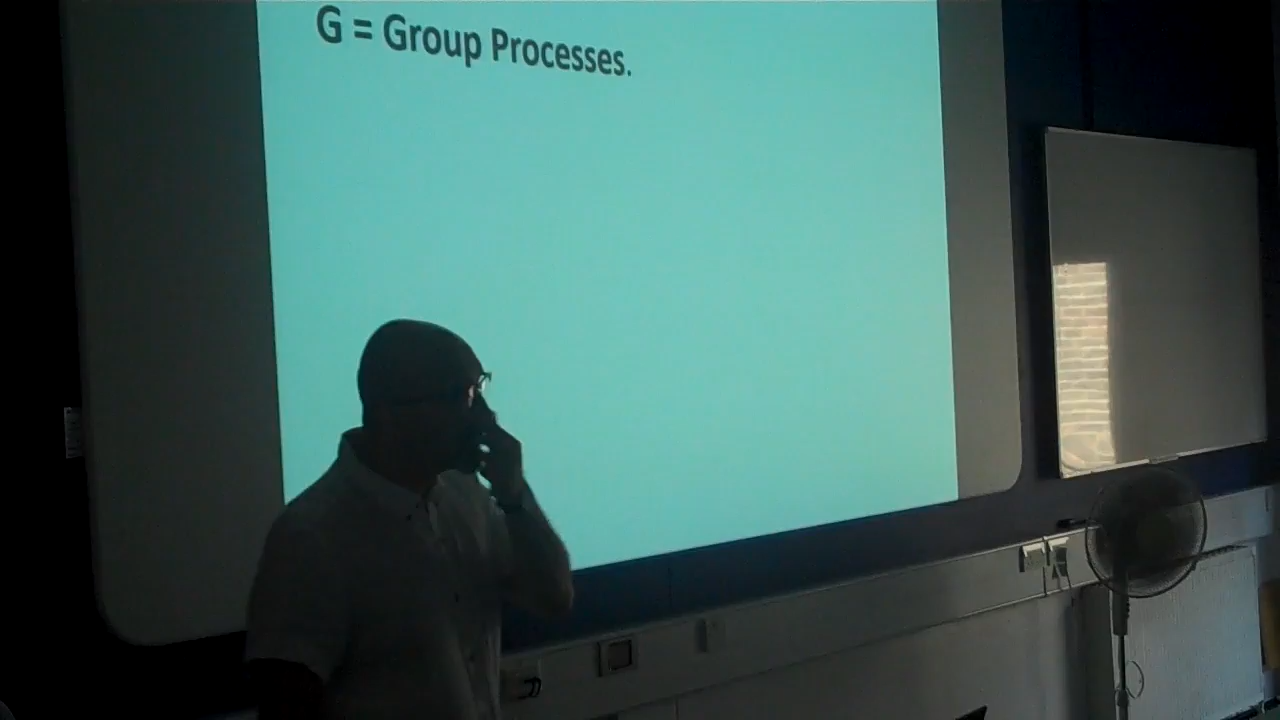 G = Group Processes.